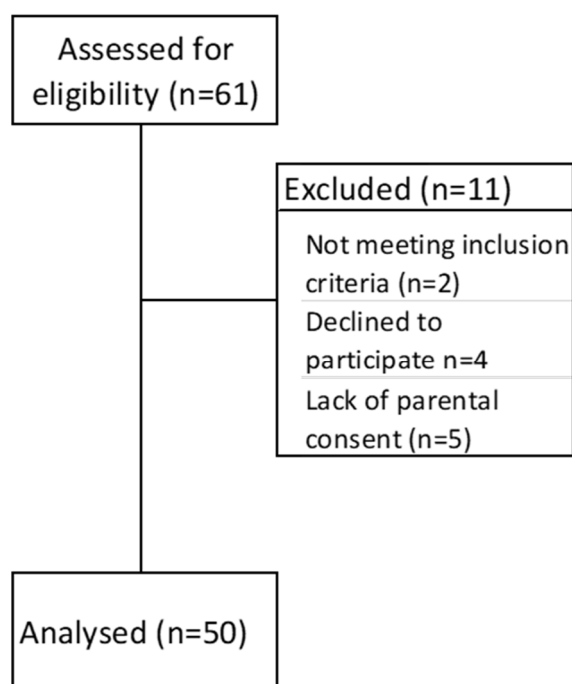 Assessed for
eligibility (n=61)
Excluded (n=11)
Not meeting inclusion
criteria (n=2)
Declined to
participate n=4
Lack of parental
consent (n=5)
Analysed (n=50)